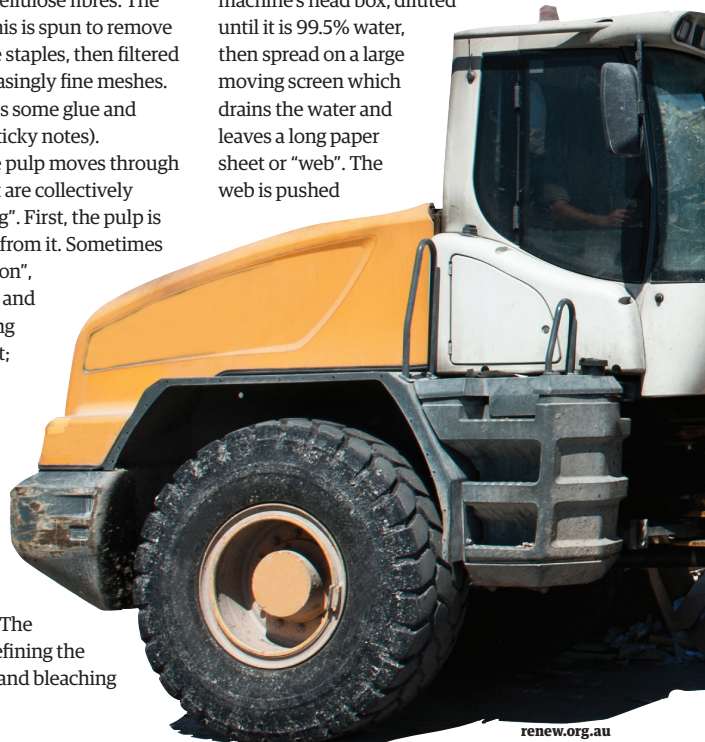 cellulose fibres. The
his is spun to remove
e staples, then filtered
asingly fine meshes.
s some glue and
ticky notes).
e pulp moves through
t are collectively
g”. First, the pulp is
from it. Sometimes
on”,
and
ng
t;
The
efining the
and bleaching
machine’s head box, diluted
until it is 99.5% water,
then spread on a large
moving screen which
drains the water and
leaves a long paper
sheet or “web”. The
web is pushed
renew.org.au